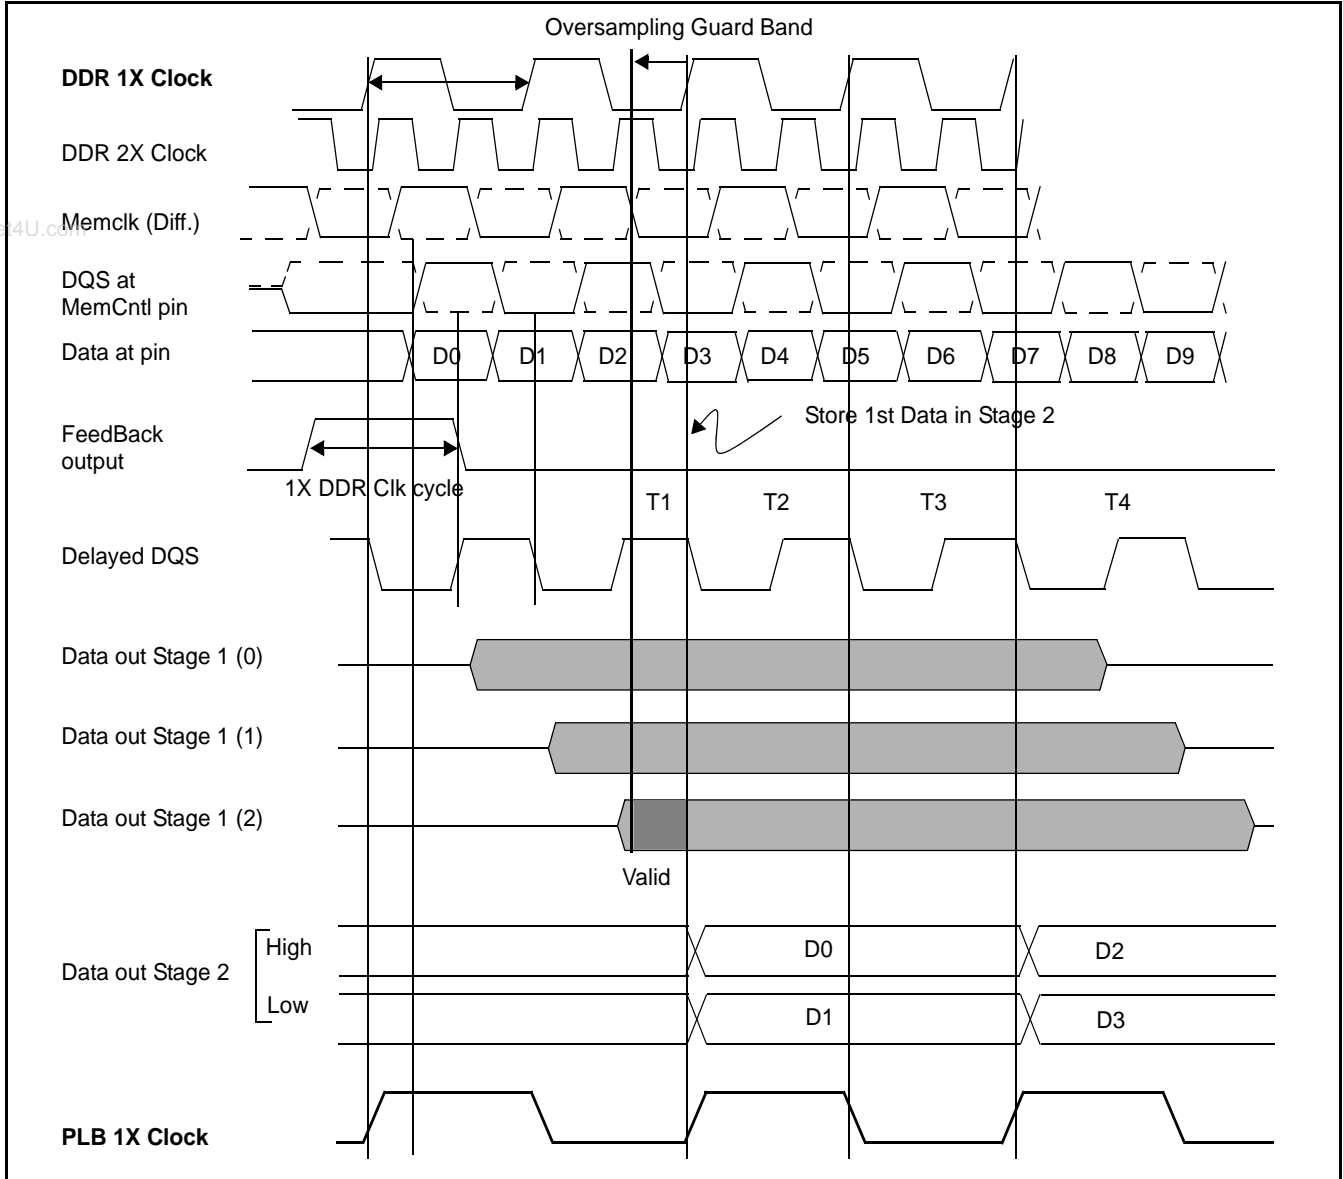 Oversampling Guard Band
DDR 1X Clock
DDR 2X Clock
et4U.com
Memclk (Diff.)
DQS at
MemCntl pin
Data at pin
D0 D1 D2 D3 D4 D5 D6 D7 D8 D9
Store 1st Data in Stage 2
FeedBack
output
1X DDR Clk cycle
T1 T2 T3 T4
Delayed DQS
Data out Stage 1 (0)
Data out Stage 1 (1)
Data out Stage 1 (2)
Valid
High D0 D2
Data out Stage 2
Low D1 D3
PLB 1X Clock